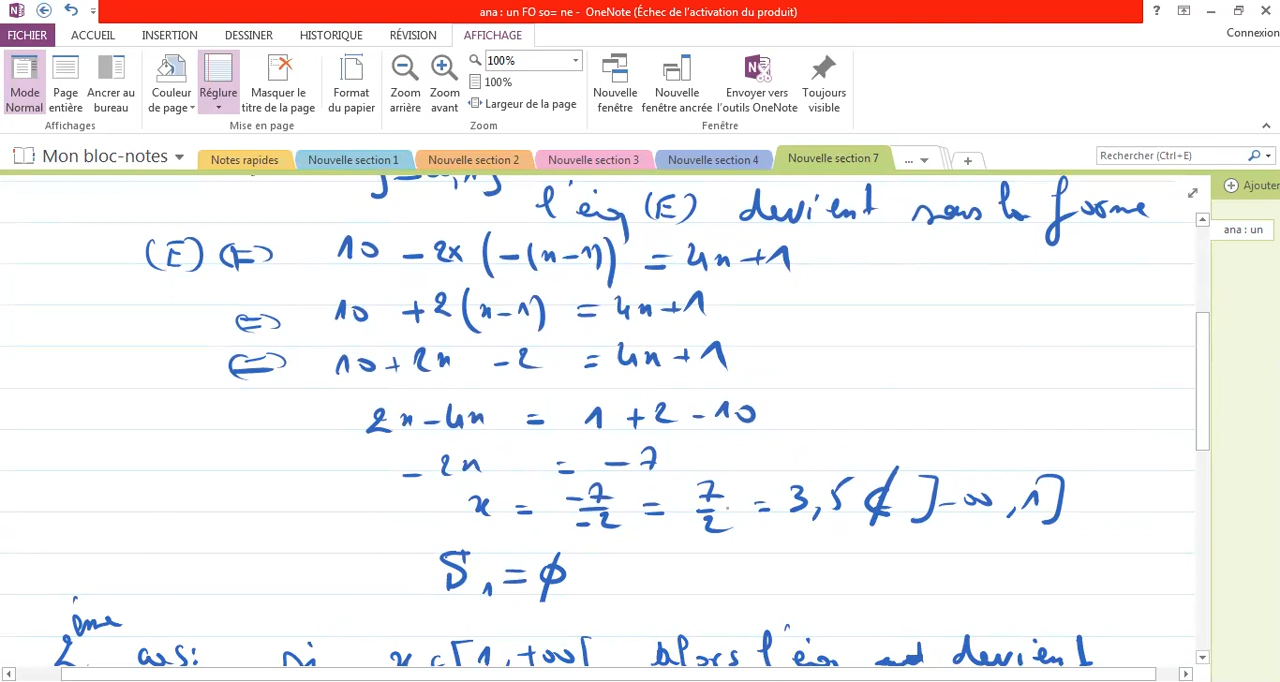 ana : un FO so= ne - OneNote (Échec de l'activation du produit)
FICHIER ACCUEIL INSERTION DESSINER HISTORIQUE RÉVISION AFFICHAGE Connexion
Mode Normal Page entière Ancrer au bureau Couleur de page Réglure Masquer le titre de la page Format du papier Zoom arrière Zoom avant 100% 100% Largeur de la page Nouvelle fenêtre Nouvelle fenêtre ancrée Envoyer vers l'outils OneNote Toujours visible
Affichages Mise en page Zoom Fenêtre
Mon bloc-notes Notes rapides Nouvelle section 1 Nouvelle section 2 Nouvelle section 3 Nouvelle section 4 Nouvelle section 7 ... + Rechercher (Ctrl+E)
Ajouter
ana : un
]-∞, 1]
l'éq (E) devient sous la forme
(E) ⇔ 10 - 2x (-(x-1)) = 4x+1
⇔ 10 +2(x-1) = 4x+1
⇔ 10+2x -2 = 4x+1
2x-4x = 1+2-10
-2x = -7
x = -7/-2 = 7/2 = 3,5 ∉ ]-∞, 1]
S1 = ∅
2ème cas: si x ∈ [1, +∞[ alors l'éq devient